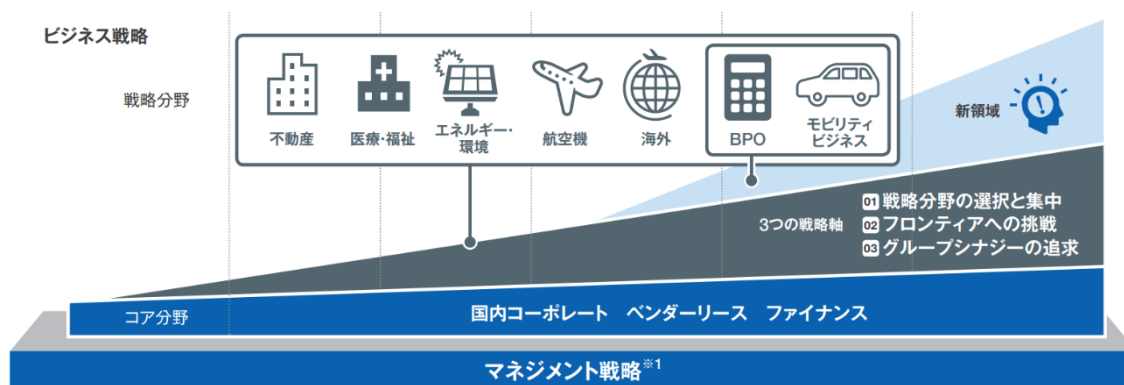 ビジネス戦略
戦略分野
不動産
医療・福祉
エネルギー・
環境
航空機
海外
BPO
モビリティ
ビジネス
新領域
3つの戦略軸
01 戦略分野の選択と集中
02 フロンティアへの挑戦
03 グループシナジーの追求
コア分野
国内コーポレート ベンダーリース ファイナンス
マネジメント戦略※1